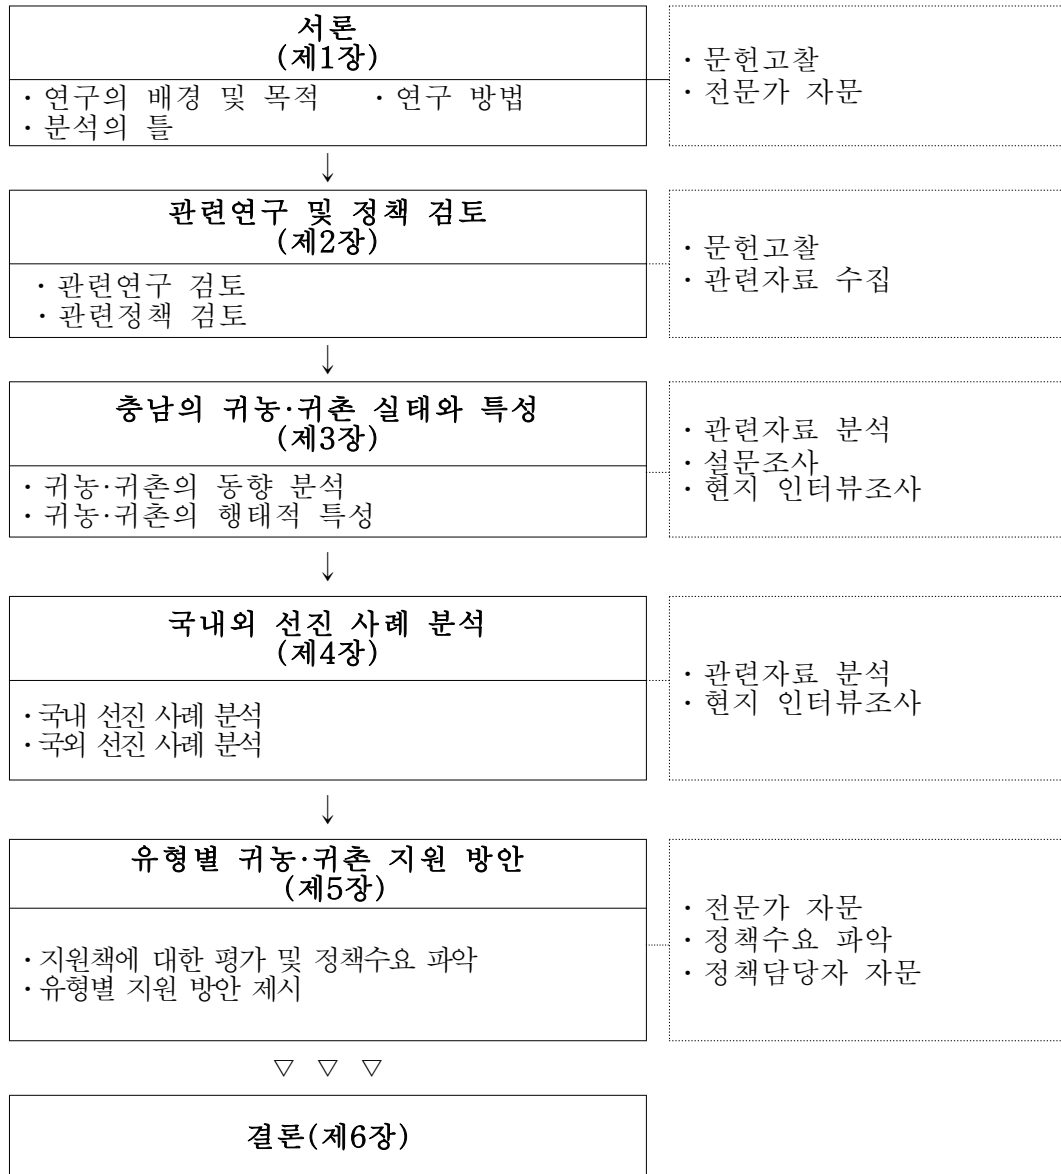 서론
(제1장)
· 연구의 배경 및 목적 · 연구 방법
· 분석의 틀
· 문헌고찰
· 전문가 자문
↓
관련연구 및 정책 검토
(제2장)
· 관련연구 검토
· 관련정책 검토
· 문헌고찰
· 관련자료 수집
↓
충남의 귀농·귀촌 실태와 특성
(제3장)
· 귀농·귀촌의 동향 분석
· 귀농·귀촌의 행태적 특성
· 관련자료 분석
· 설문조사
· 현지 인터뷰조사
↓
국내외 선진 사례 분석
(제4장)
· 국내 선진 사례 분석
· 국외 선진 사례 분석
· 관련자료 분석
· 현지 인터뷰조사
↓
유형별 귀농·귀촌 지원 방안
(제5장)
· 지원책에 대한 평가 및 정책수요 파악
· 유형별 지원 방안 제시
· 전문가 자문
· 정책수요 파악
· 정책담당자 자문
▽ ▽ ▽
결론(제6장)